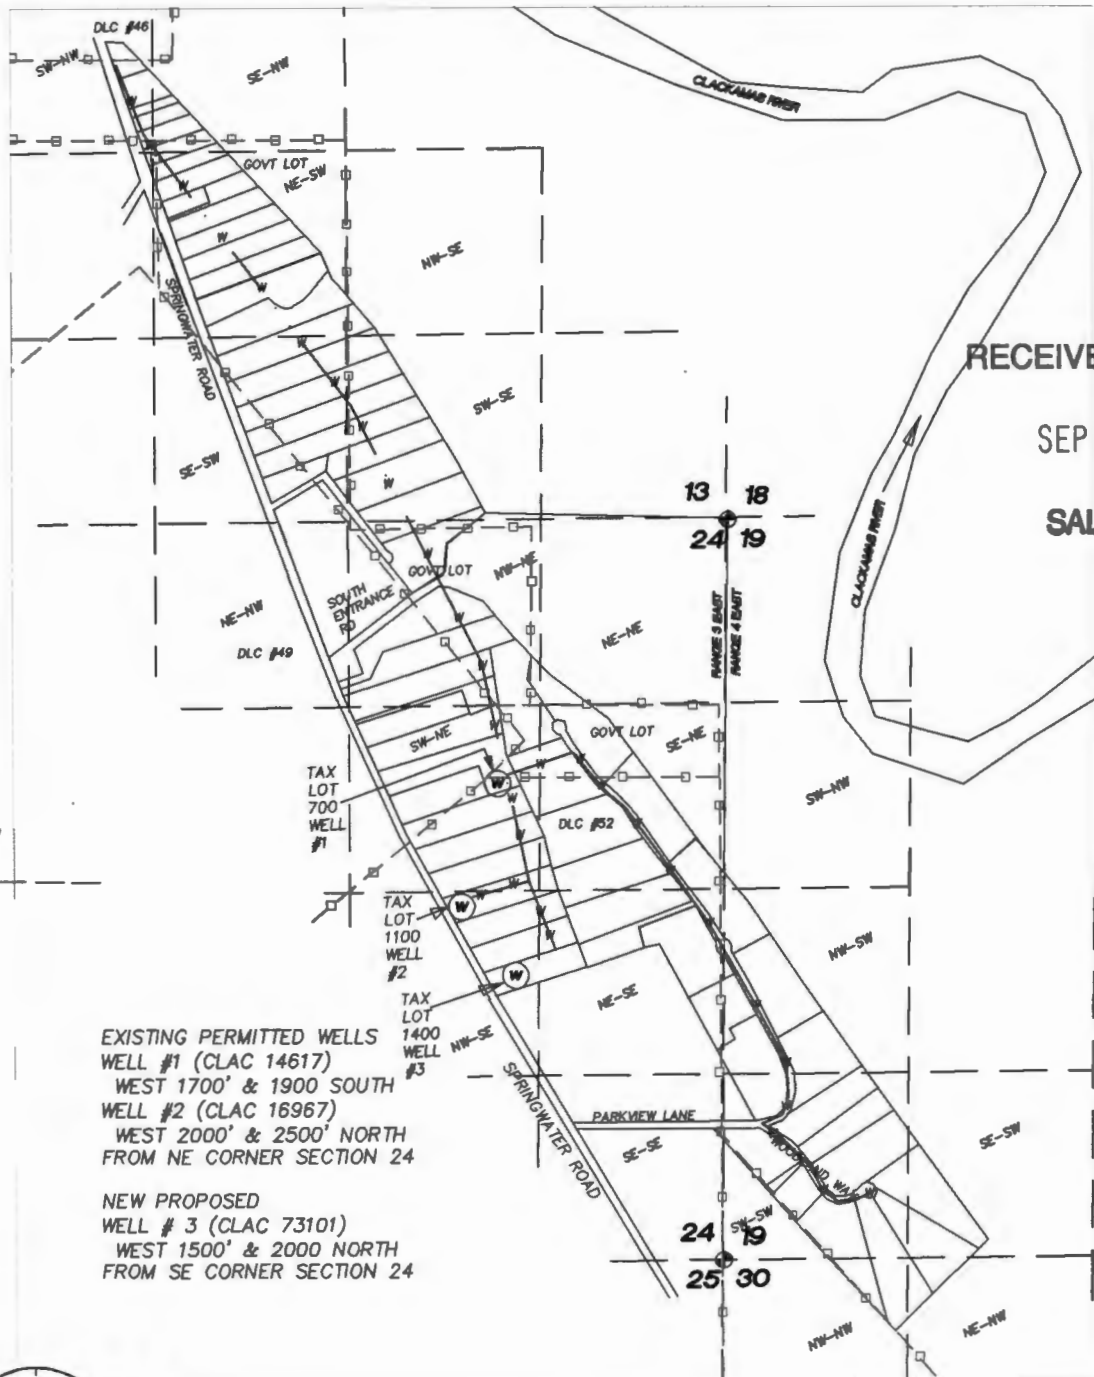 DLC #46
SW-NW
SE-NW
CLACKAMAS RIVER
GOVT LOT
NE-SW
W
W
W
W
NW-SE
SPRINGWATER ROAD
RECEIVE
W
W
SW-SE
SEP
W
SE-SW
W
13 18
24 19
SAL
CLACKAMAS RIVER
W
GOVT LOT
NW-NE
SOUTH
ENTRANCE
RD
NE-NW
W
NE-NE
RANGE 3 EAST
RANGE 4 EAST
DLC #49
W
W
SW-NE
GOVT LOT
SE-NE
TAX
LOT
700
WELL
#1
W
W
W
SW-NW
DLC #52
W
W
TAX
LOT
1100
WELL
#2
W
W
W
W
W
NW-SW
TAX
LOT
1400
WELL
#3
W
NE-SE
NW-SE
EXISTING PERMITTED WELLS
WELL #1 (CLAC 14617)
WEST 1700' & 1900 SOUTH
WELL #2 (CLAC 16967)
WEST 2000' & 2500' NORTH
FROM NE CORNER SECTION 24
SPRINGWATER ROAD
PARKVIEW LANE
SE-SE
SE-SW
NEW PROPOSED
WELL # 3 (CLAC 73101)
WEST 1500' & 2000 NORTH
FROM SE CORNER SECTION 24
SW-SW
24 19
25 30
NW-NW
NE-NW